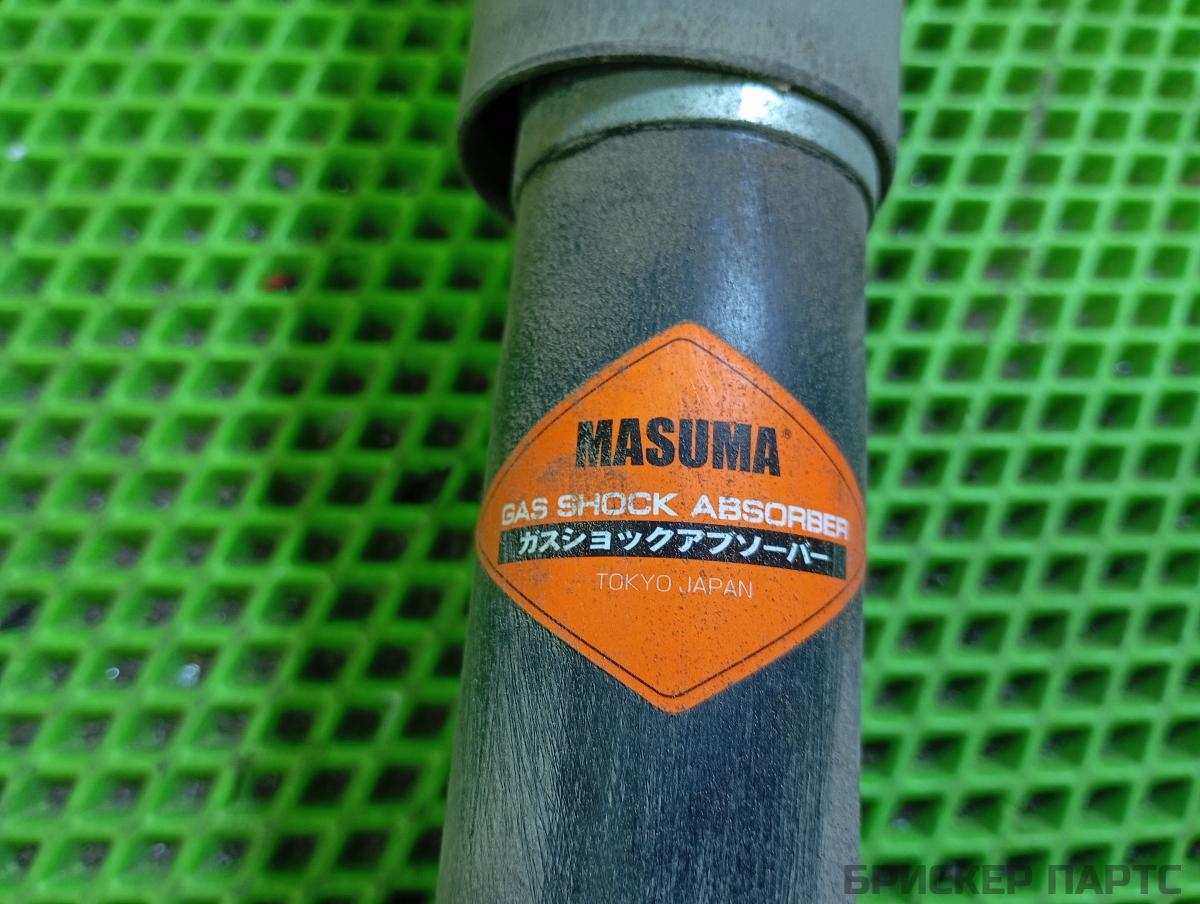 MASUMA®
GAS SHOCK ABSORBER
カスショックアブソーバー
TOKYO JAPAN
БРИСКЕР ПАРТС